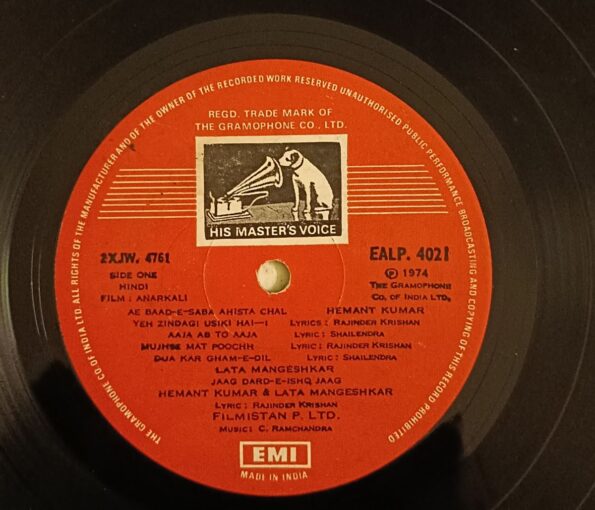 THE GRAMOPHONE CO. OF INDIA LTD. ALL RIGHTS OF THE MANUFACTURER AND OF THE OWNER OF THE RECORDED WORK RESERVED UNAUTHORISED PUBLIC PERFORMANCE BROADCASTING AND COPYING OF THIS RECORD PROHIBITED
REGD. TRADE MARK OF
THE GRAMOPHONE CO., LTD.
HIS MASTER'S VOICE
2XJW. 4761 EALP. 4021
SIDE ONE ℗ 1974
HINDI THE GRAMOPHONE
FILM : ANARKALI CO. OF INDIA LTD.
AE BAAD-E-SABA AHISTA CHAL HEMANT KUMAR
YEH ZINDAGI USIKI HAI—I LYRICS : RAJINDER KRISHAN
AAJA AB TO AAJA LYRIC : SHAILENDRA
MUJHSE MAT POOCHH LYRIC : RAJINDER KRISHAN
DUA KAR GHAM-E-DIL LYRIC : SHAILENDRA
LATA MANGESHKAR
JAAG DARD-E-ISHQ JAAG
HEMANT KUMAR & LATA MANGESHKAR
LYRIC : RAJINDER KRISHAN
FILMISTAN P. LTD.
MUSIC : C. RAMCHANDRA
EMI
MADE IN INDIA